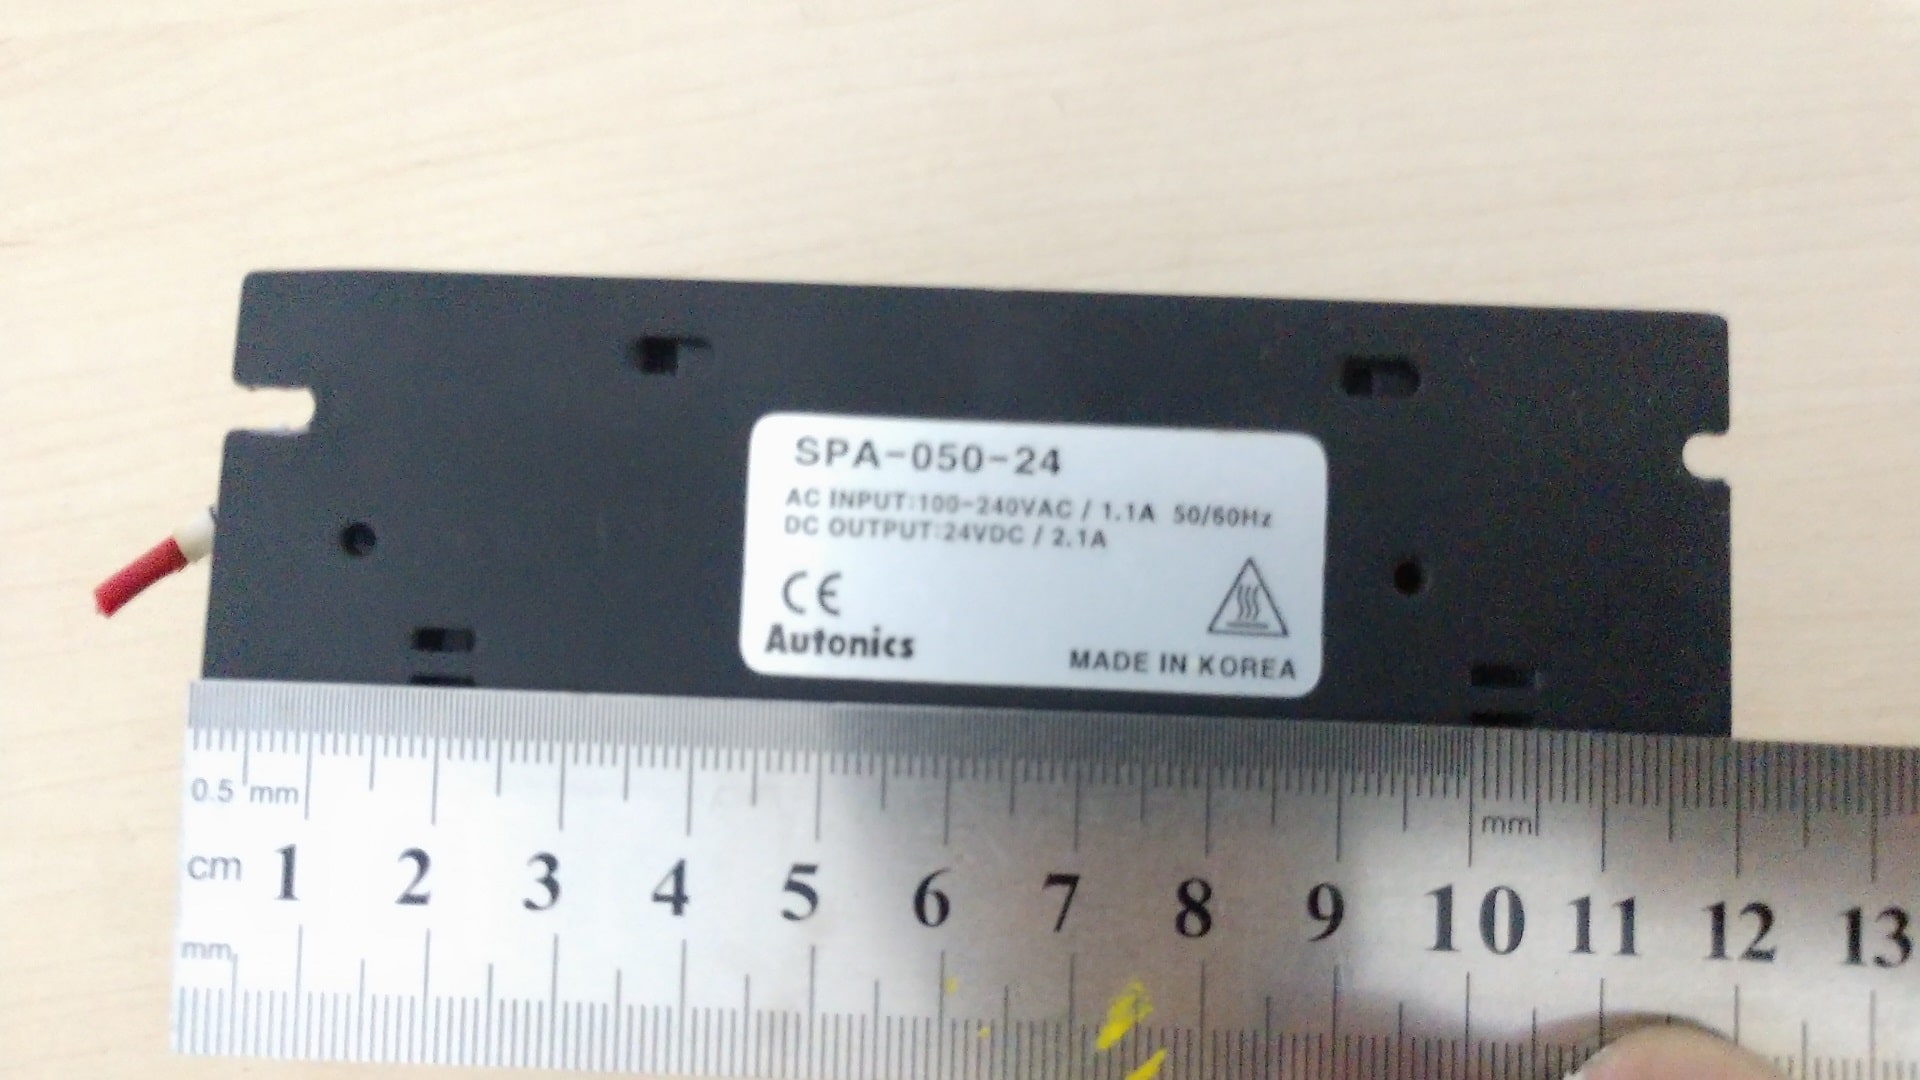 SPA-050-24
AC INPUT:100-240VAC / 1.1A 50/60Hz
DC OUTPUT:24VDC / 2.1A
CE
Autonics
MADE IN KOREA
0.5 mm
mm
cm 1 2 3 4 5 6 7 8 9 10 11 12 13
mm